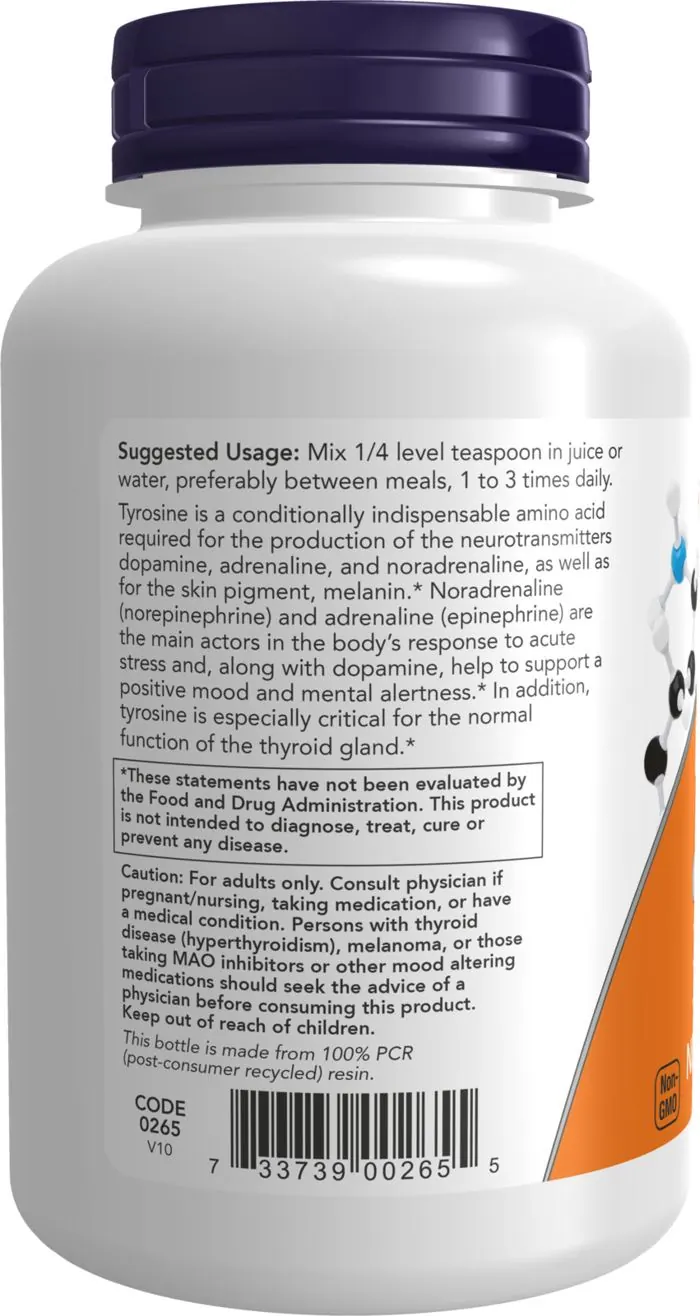 Suggested Usage: Mix 1/4 level teaspoon in juice or
water, preferably between meals, 1 to 3 times daily.
Tyrosine is a conditionally indispensable amino acid
required for the production of the neurotransmitters
dopamine, adrenaline, and noradrenaline, as well as
for the skin pigment, melanin.* Noradrenaline
(norepinephrine) and adrenaline (epinephrine) are
the main actors in the body's response to acute
stress and, along with dopamine, help to support a
positive mood and mental alertness.* In addition,
tyrosine is especially critical for the normal
function of the thyroid gland.*
*These statements have not been evaluated by
the Food and Drug Administration. This product
is not intended to diagnose, treat, cure or
prevent any disease.
Caution: For adults only. Consult physician if
pregnant/nursing, taking medication, or have
a medical condition. Persons with thyroid
disease (hyperthyroidism), melanoma, or those
taking MAO inhibitors or other mood altering
medications should seek the advice of a
physician before consuming this product.
Keep out of reach of children.
This bottle is made from 100% PCR
(post-consumer recycled) resin.
CODE
0265
V10
7 33739 00265 5
Non-
GMO